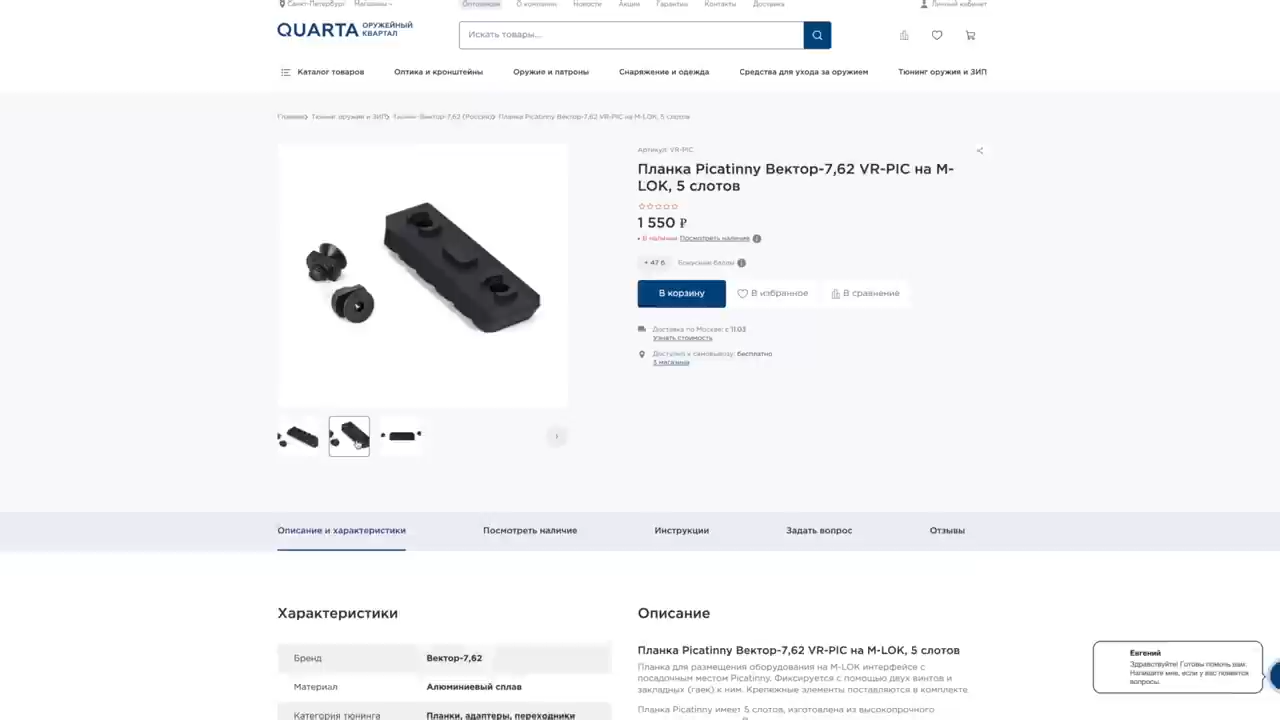 Санкт-Петербург
Магазины
Оптовикам
О компании
Новости
Акции
Гарантии
Контакты
Доставка
Личный кабинет
QUARTA ОРУЖЕЙНЫЙ
КВАРТАЛ
Искать товары...
Каталог товаров
Оптика и кронштейны
Оружие и патроны
Снаряжение и одежда
Средства для ухода за оружием
Тюнинг оружия и ЗИП
Главная Тюнинг оружия и ЗИП Тюнинг Вектор-7,62 (Россия) Планка Picatinny Вектор-7,62 VR-PIC на M-LOK, 5 слотов
Артикул: VR-PIC
Планка Picatinny Вектор-7,62 VR-PIC на M-
LOK, 5 слотов
1 550 ₽
В наличии Посмотреть наличие
+ 47 б Бонусные баллы
В корзину
В избранное
В сравнение
Доставка по Москве: с 11.03
Узнать стоимость
Доступно к самовывозу: бесплатно
3 магазина
Описание и характеристики
Посмотреть наличие
Инструкции
Задать вопрос
Отзывы
Характеристики
Бренд Вектор-7,62
Материал Алюминиевый сплав
Категория тюнинга Планки, адаптеры, переходники
Описание
Планка Picatinny Вектор-7,62 VR-PIC на M-LOK, 5 слотов
Планка для размещения оборудования на M-LOK интерфейсе с
посадочным местом Picatinny. Фиксируется с помощью двух винтов и
закладных (гаек) к ним. Крепежные элементы поставляются в комплекте.
Планка Picatinny имеет 5 слотов, изготовлена из высокопрочного
Евгений
Здравствуйте! Готовы помочь вам.
Напишите мне, если у вас появятся
вопросы.